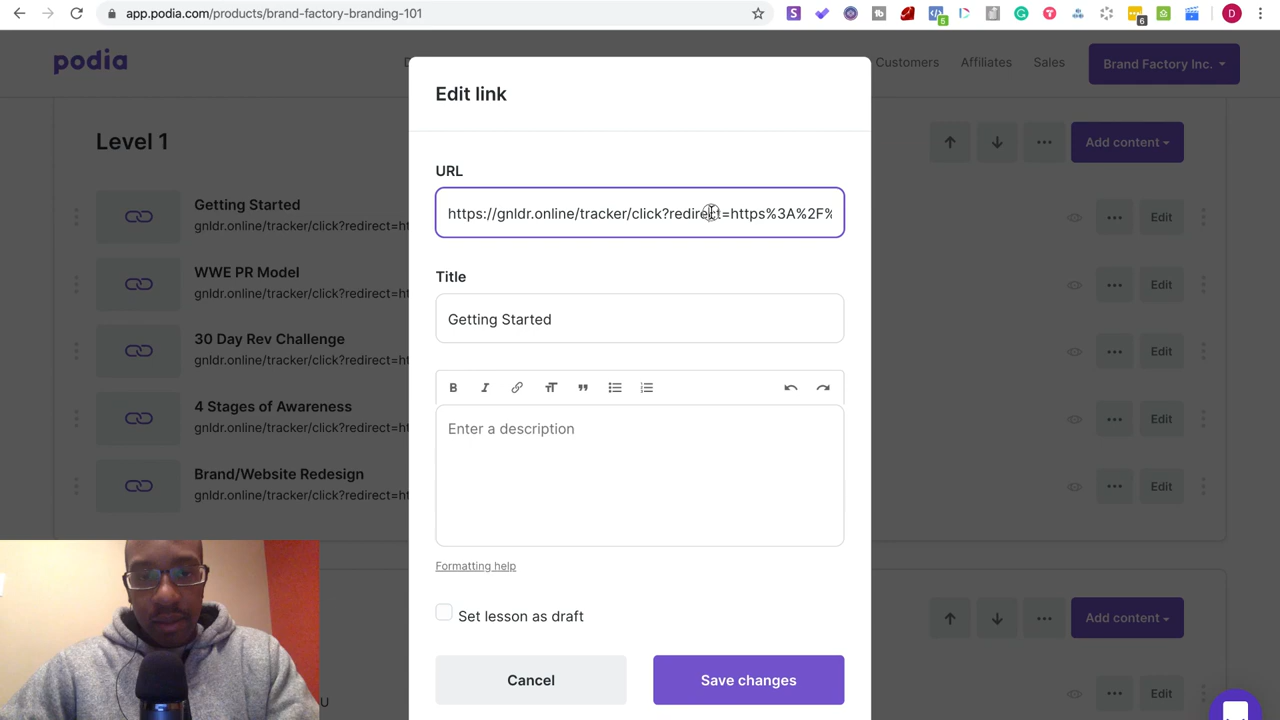 app.podia.com/products/brand-factory-branding-101
5
6
D
podia
D
Customers
Affiliates
Sales
Brand Factory Inc.
Edit link
Level 1
Add content
URL
https://gnldr.online/tracker/click?redirect=https%3A%2F%
Getting Started
gnldr.online/tracker/click?redirect=ht
Edit
WWE PR Model
gnldr.online/tracker/click?redirect=ht
Edit
Title
Getting Started
30 Day Rev Challenge
gnldr.online/tracker/click?redirect=ht
Edit
B I
4 Stages of Awareness
gnldr.online/tracker/click?redirect=ht
Edit
Enter a description
Brand/Website Redesign
gnldr.online/tracker/click?redirect=ht
Edit
Formatting help
Set lesson as draft
Add content
Cancel
Save changes
U
Edit